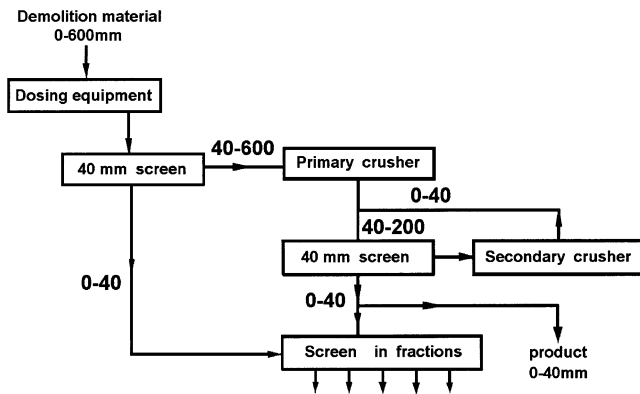 Demolition material
0-600mm
Dosing equipment
40 mm screen
40-600
Primary crusher
0-40
40-200
40 mm screen
Secondary crusher
0-40
0-40
Screen in fractions
product
0-40mm